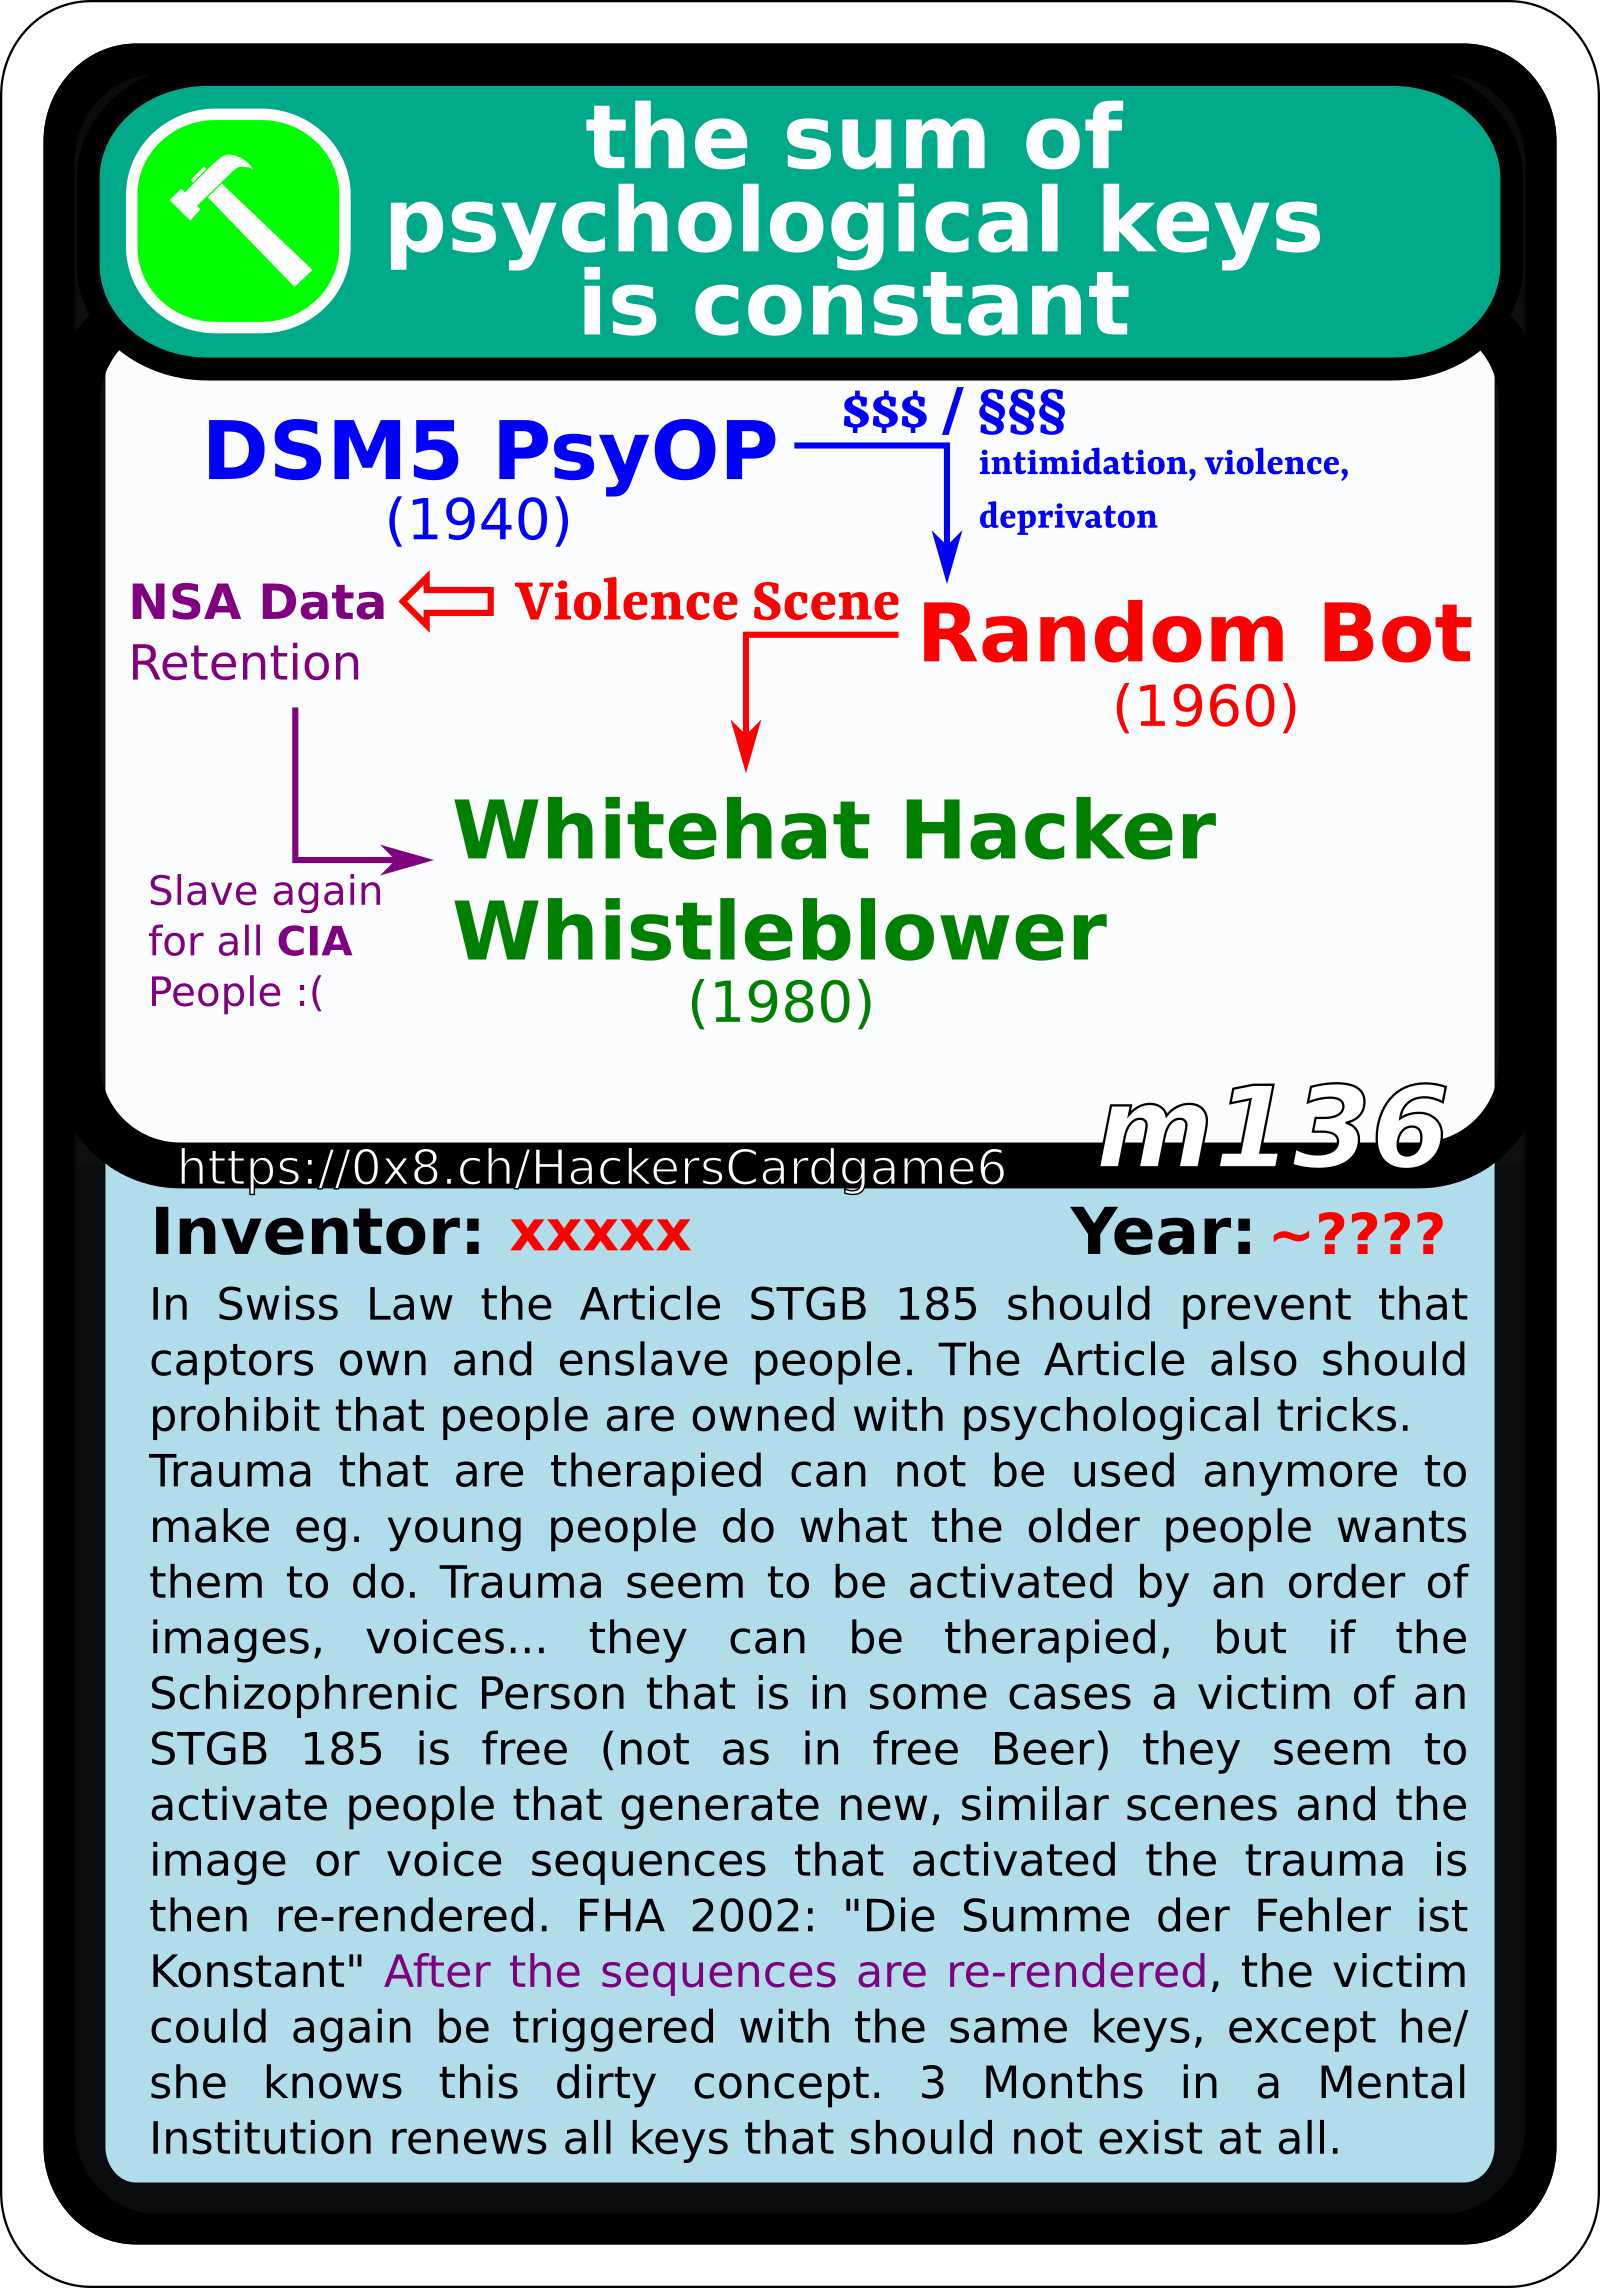 the sum of
psychological keys
is constant
$$$ / §§§
DSM5 PsyOP
(1940)
intimidation, violence,
deprivaton
NSA Data
Retention
Violence Scene
Random Bot
(1960)
Whitehat Hacker
Whistleblower
(1980)
Slave again
for all CIA
People :(
m136
https://0x8.ch/HackersCardgame6
Inventor: xxxxx
Year: ~????
In Swiss Law the Article STGB 185 should prevent that
captors own and enslave people. The Article also should
prohibit that people are owned with psychological tricks.
Trauma that are therapied can not be used anymore to
make eg. young people do what the older people wants
them to do. Trauma seem to be activated by an order of
images, voices... they can be therapied, but if the
Schizophrenic Person that is in some cases a victim of an
STGB 185 is free (not as in free Beer) they seem to
activate people that generate new, similar scenes and the
image or voice sequences that activated the trauma is
then re-rendered. FHA 2002: "Die Summe der Fehler ist
Konstant" After the sequences are re-rendered, the victim
could again be triggered with the same keys, except he/
she knows this dirty concept. 3 Months in a Mental
Institution renews all keys that should not exist at all.